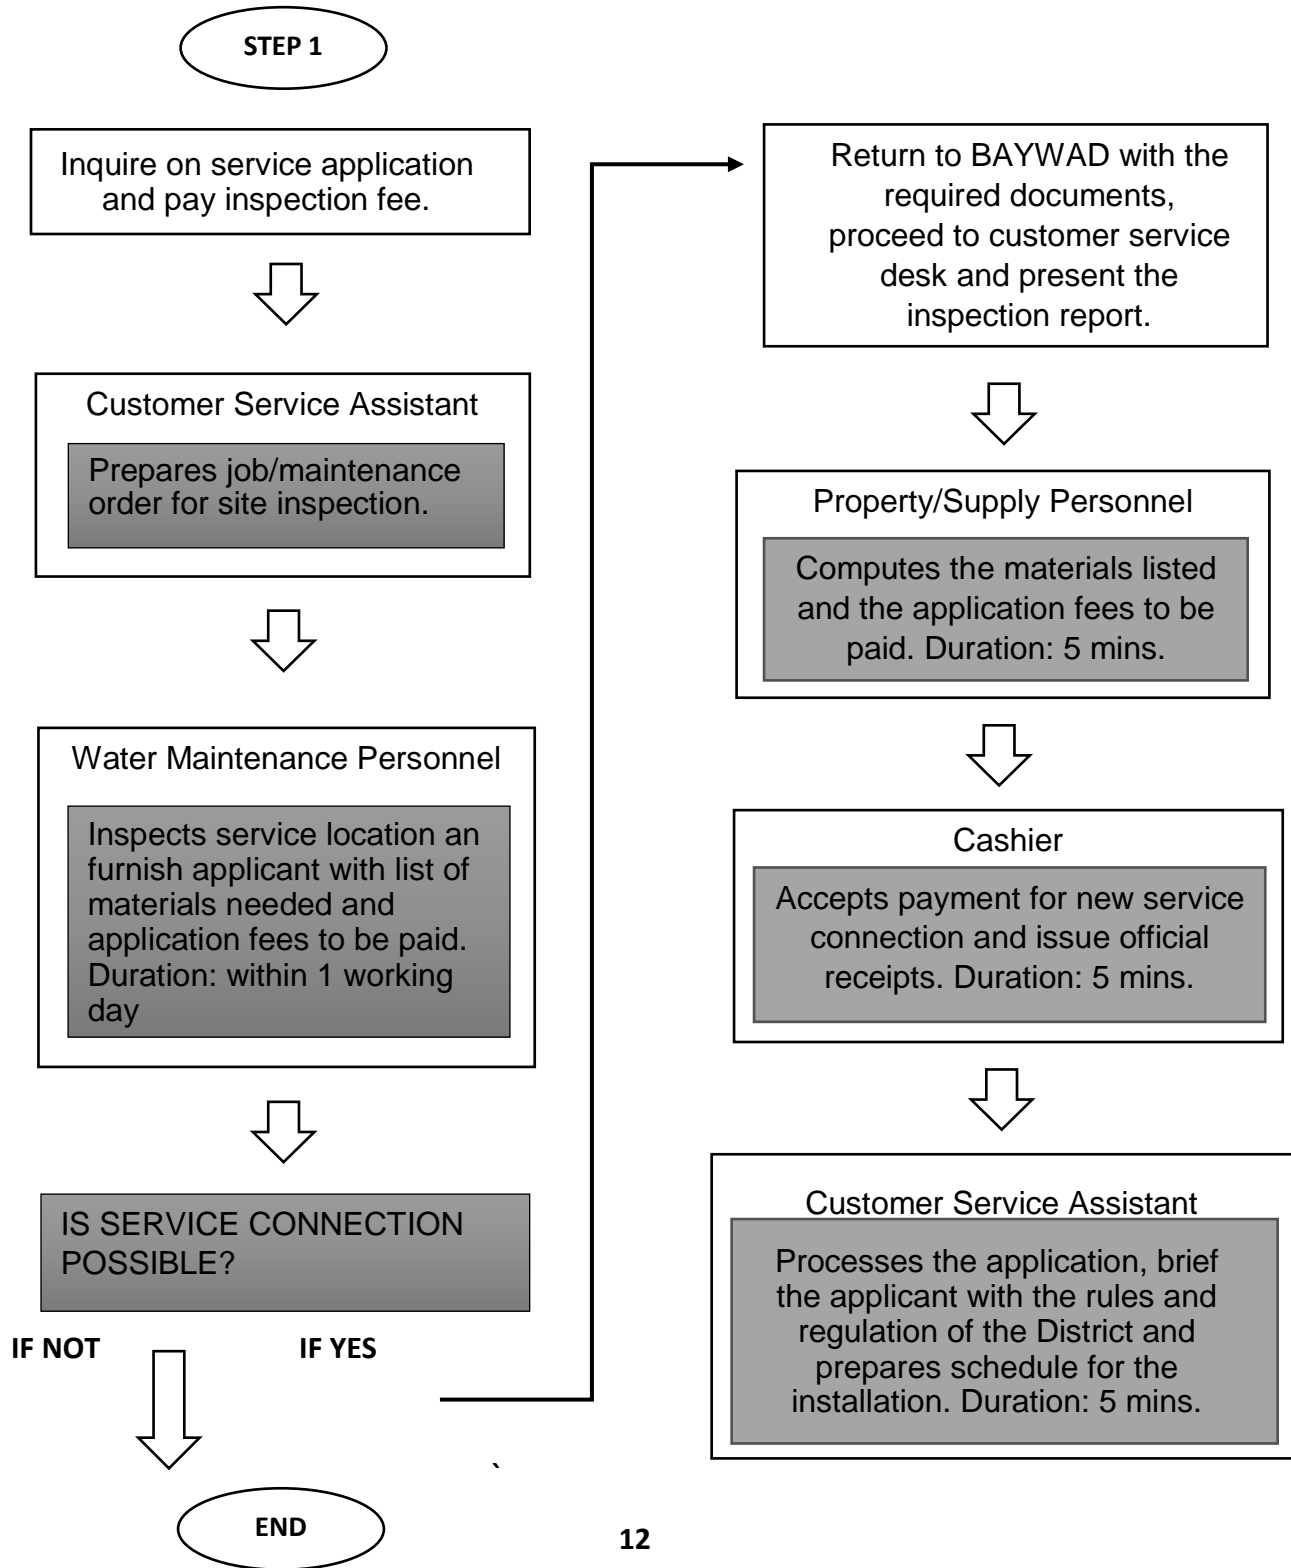 STEP 1
Inquire on service application
and pay inspection fee.
Customer Service Assistant
Prepares job/maintenance
order for site inspection.
Water Maintenance Personnel
Inspects service location an
furnish applicant with list of
materials needed and
application fees to be paid.
Duration: within 1 working
day
IS SERVICE CONNECTION
POSSIBLE?
IF NOT
IF YES
END
Return to BAYWAD with the
required documents,
proceed to customer service
desk and present the
inspection report.
Property/Supply Personnel
Computes the materials listed
and the application fees to be
paid. Duration: 5 mins.
Cashier
Accepts payment for new service
connection and issue official
receipts. Duration: 5 mins.
Customer Service Assistant
Processes the application, brief
the applicant with the rules and
regulation of the District and
prepares schedule for the
installation. Duration: 5 mins.
`
12